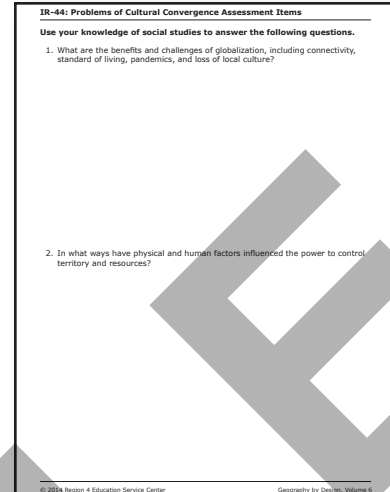 IR-44: Problems of Cultural Convergence Assessment Items
Use your knowledge of social studies to answer the following questions.
1. What are the benefits and challenges of globalization, including connectivity,
standard of living, pandemics, and loss of local culture?
2. In what ways have physical and human factors influenced the power to control
territory and resources?
© 2014 Region 4 Education Service Center Geography by Design, Volume 6